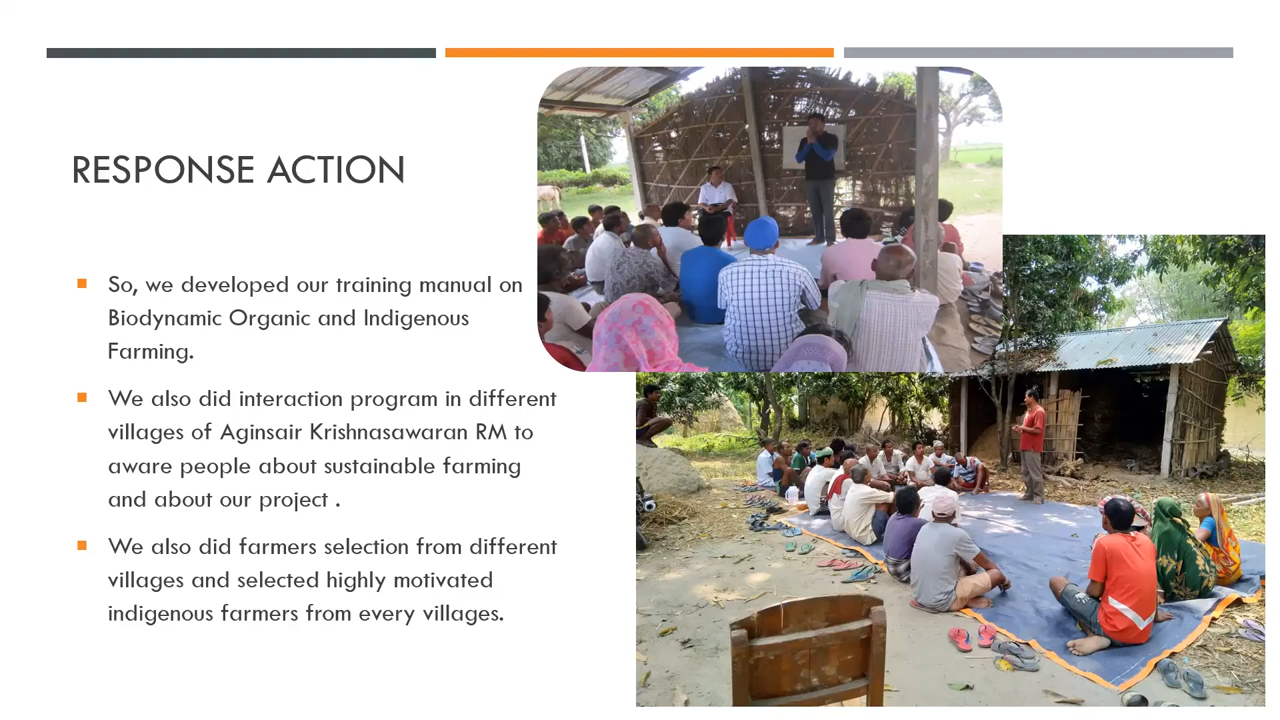 RESPONSE ACTION
So, we developed our training manual on
Biodynamic Organic and Indigenous
Farming.
We also did interaction program in different
villages of Aginsair Krishnasawaran RM to
aware people about sustainable farming
and about our project .
We also did farmers selection from different
villages and selected highly motivated
indigenous farmers from every villages.